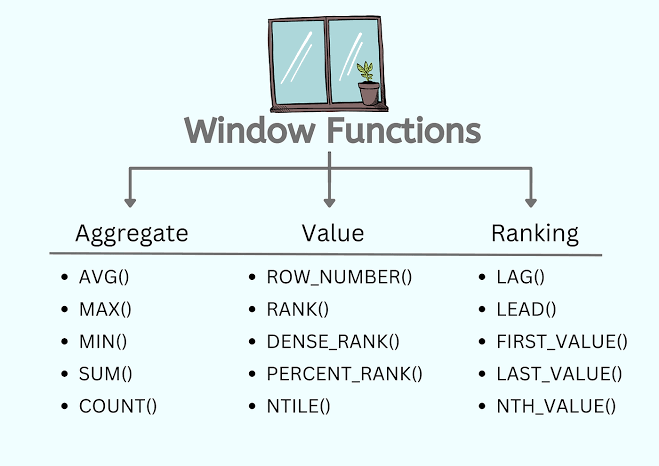 Window Functions
Aggregate
AVG()
MAX()
MIN()
SUM()
COUNT()
Value
ROW_NUMBER()
RANK()
DENSE_RANK()
PERCENT_RANK()
NTILE()
Ranking
LAG()
LEAD()
FIRST_VALUE()
LAST_VALUE()
NTH_VALUE()